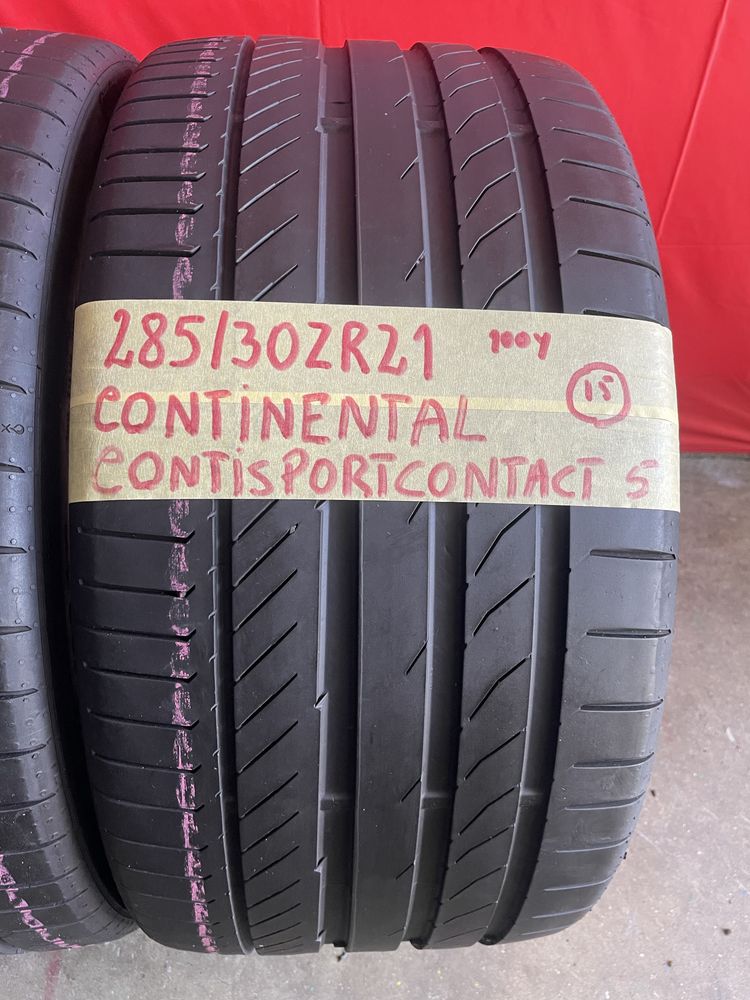 285/30ZR21 100Y
15
CONTINENTAL
CONTISPORTCONTACT 5